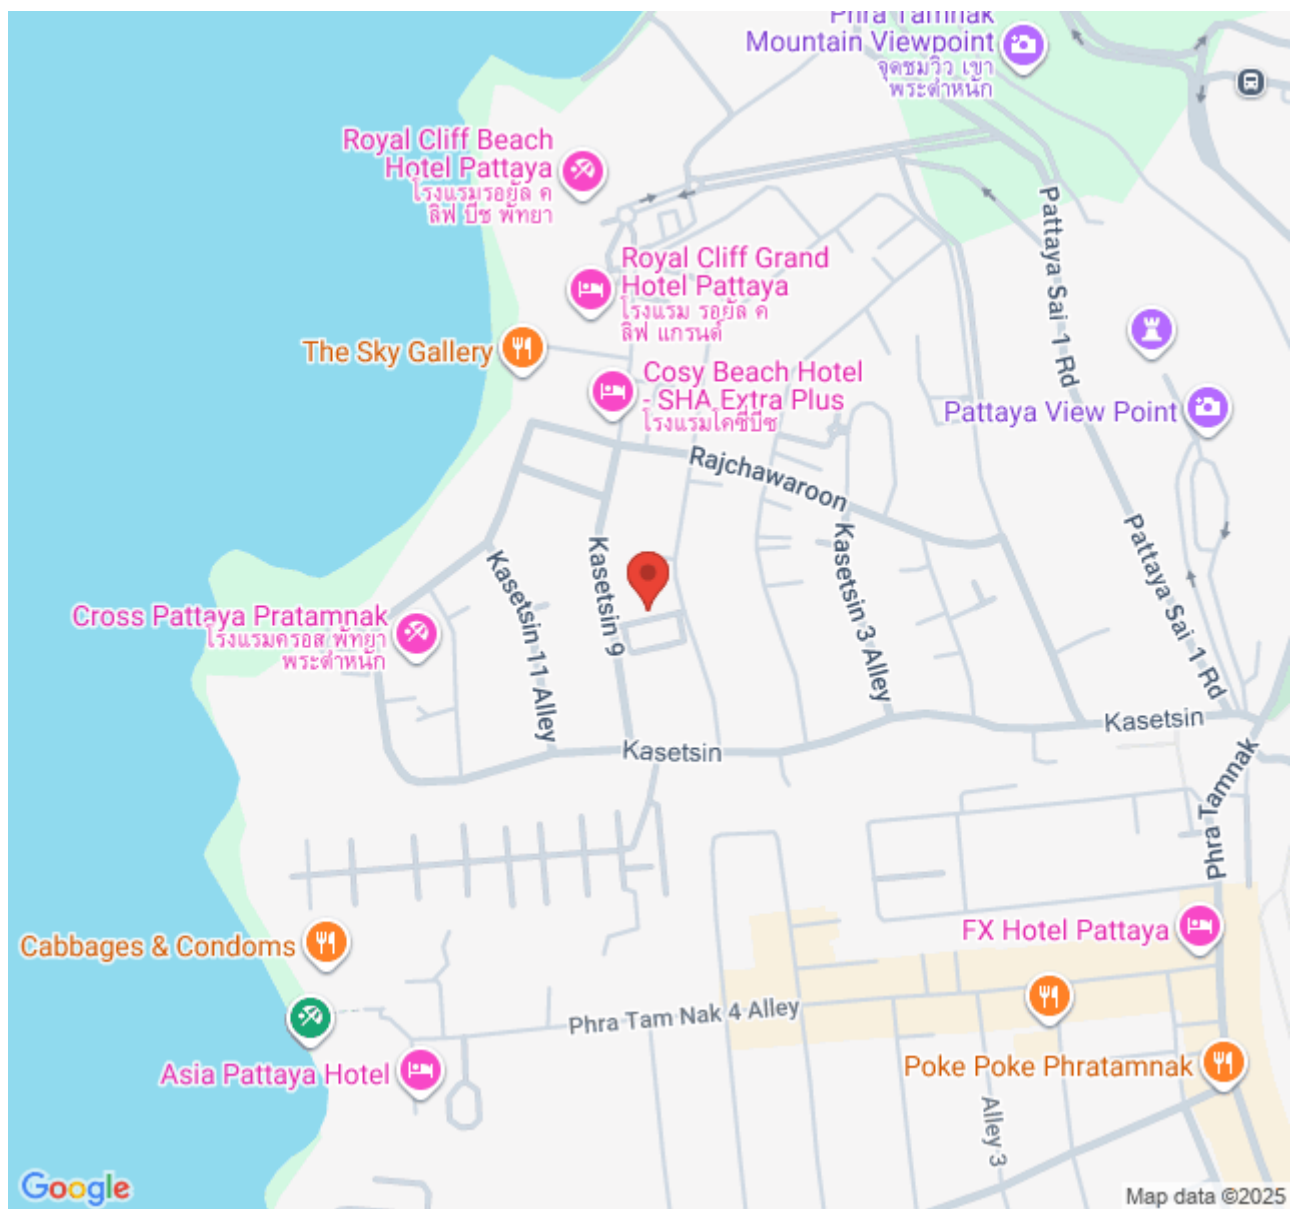 Phra Tamnak
Mountain Viewpoint
จุดชมวิว เขา
พระตำหนัก
Royal Cliff Beach
Hotel Pattaya
โรงแรมรอยัล ค
ลิฟ บีช พัทยา
Pattaya Sai 1 Rd
Royal Cliff Grand
Hotel Pattaya
โรงแรม รอยัล ค
ลิฟ แกรนด์
The Sky Gallery
Cosy Beach Hotel
- SHA Extra Plus
โรงแรมโคซี่บีช
Pattaya View Point
Rajchawaroon
Kasetsin 11 Alley
Kasetsin 9
Kasetsin 3 Alley
Pattaya Sai 1 Rd
Cross Pattaya Pratamnak
โรงแรมครอส พัทยา
พระตำหนัก
Kasetsin
Kasetsin
Phra Tamnak
Cabbages & Condoms
FX Hotel Pattaya
Phra Tam Nak 4 Alley
Asia Pattaya Hotel
Poke Poke Phratamnak
Alley 3
Google
Map data ©2025